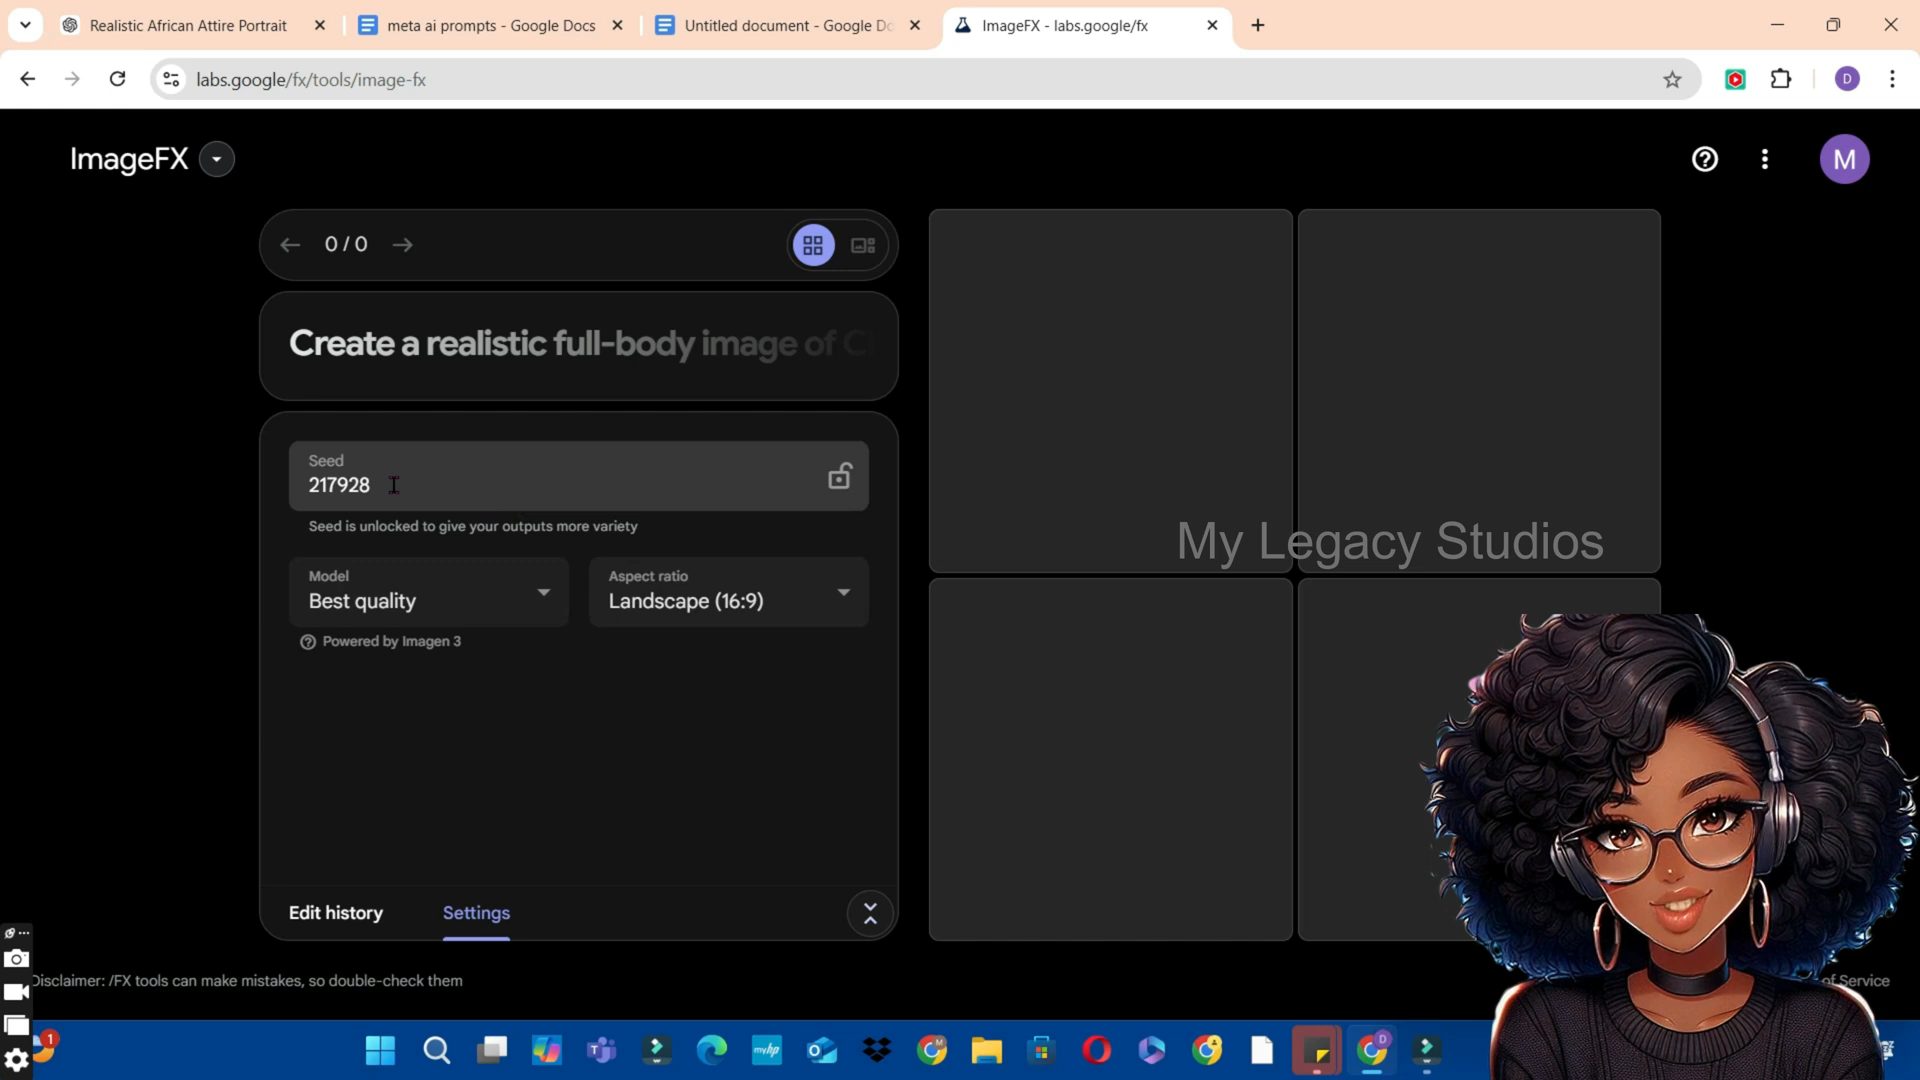 Realistic African Attire Portrait
meta ai prompts - Google Docs
Untitled document - Google Do
ImageFX - labs.google/fx
labs.google/fx/tools/image-fx
D
ImageFX
M
0 / 0
Create a realistic full-body image of C
Seed
217928
Seed is unlocked to give your outputs more variety
Model
Best quality
Aspect ratio
Landscape (16:9)
Powered by Imagen 3
My Legacy Studios
Edit history
Settings
Disclaimer: /FX tools can make mistakes, so double-check them
of Service
1
myhp
M
D